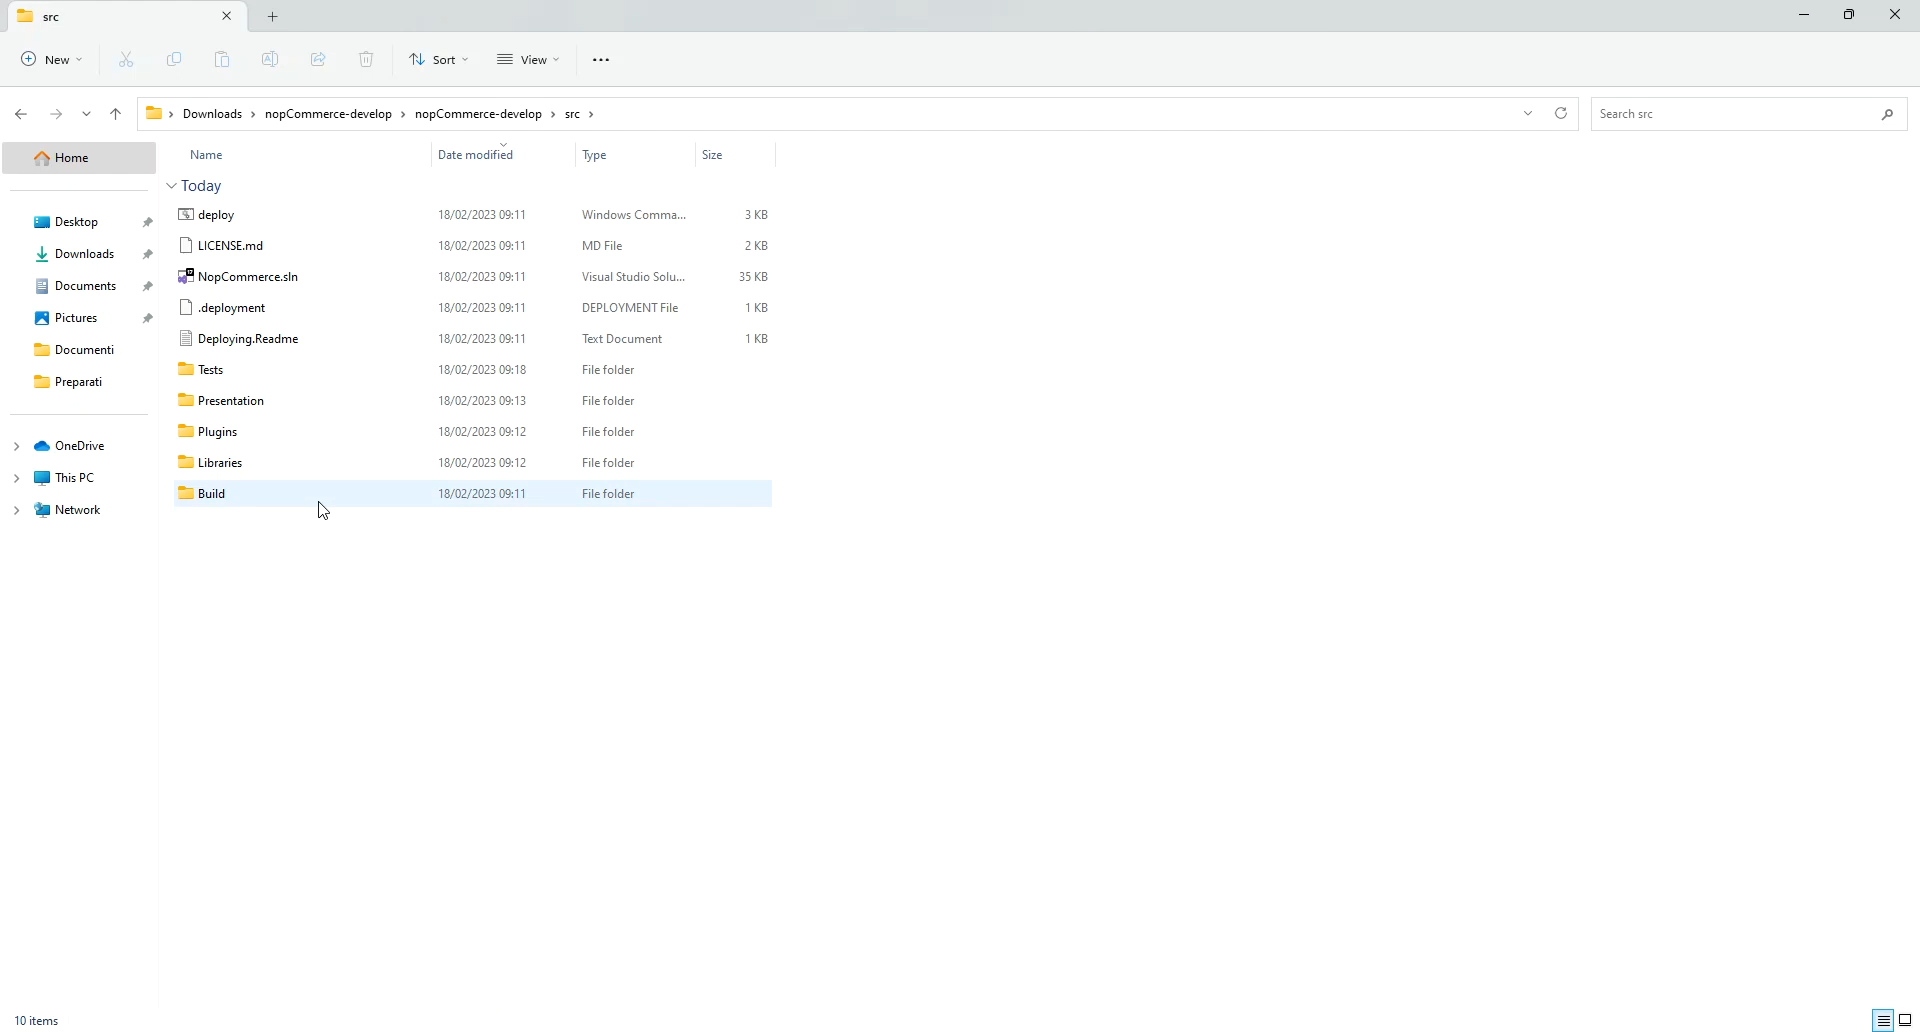 src
New
Sort
View
Downloads nopCommerce-develop nopCommerce-develop src
Search src
Home
Name Date modified Type Size
Today
deploy 18/02/2023 09:11 Windows Comma... 3 KB
LICENSE.md 18/02/2023 09:11 MD File 2 KB
NopCommerce.sln 18/02/2023 09:11 Visual Studio Solu... 35 KB
.deployment 18/02/2023 09:11 DEPLOYMENT File 1 KB
Deploying.Readme 18/02/2023 09:11 Text Document 1 KB
Tests 18/02/2023 09:18 File folder
Presentation 18/02/2023 09:13 File folder
Plugins 18/02/2023 09:12 File folder
Libraries 18/02/2023 09:12 File folder
Build 18/02/2023 09:11 File folder
Desktop
Downloads
Documents
Pictures
Documenti
Preparati
OneDrive
This PC
Network
10 items